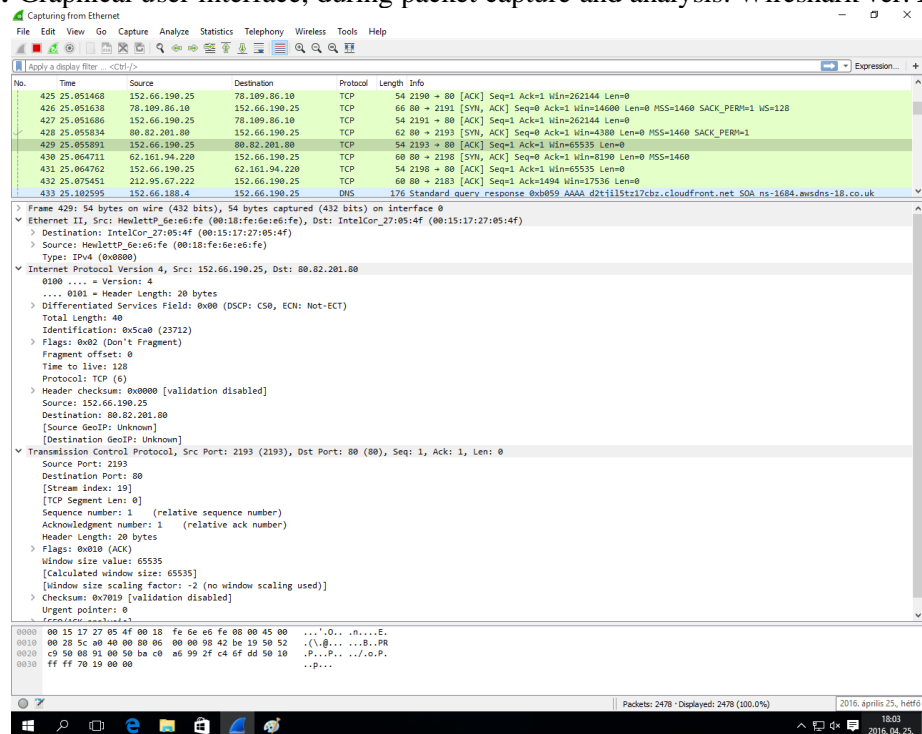 Graphical user interface, during packet capture and analysis. Wireshark ver.
Capturing from Ethernet
File Edit View Go Capture Analyze Statistics Telephony Wireless Tools Help
Apply a display filter ... <Ctrl-/> Expression... +
No. Time Source Destination Protocol Length Info
425 25.051468 152.66.190.25 78.109.86.10 TCP 54 2190 → 80 [ACK] Seq=1 Ack=1 Win=262144 Len=0
426 25.051638 78.109.86.10 152.66.190.25 TCP 66 80 → 2191 [SYN, ACK] Seq=0 Ack=1 Win=14600 Len=0 MSS=1460 SACK_PERM=1 WS=128
427 25.051686 152.66.190.25 78.109.86.10 TCP 54 2191 → 80 [ACK] Seq=1 Ack=1 Win=262144 Len=0
428 25.055834 80.82.201.80 152.66.190.25 TCP 62 80 → 2193 [SYN, ACK] Seq=0 Ack=1 Win=4380 Len=0 MSS=1460 SACK_PERM=1
429 25.055891 152.66.190.25 80.82.201.80 TCP 54 2193 → 80 [ACK] Seq=1 Ack=1 Win=65535 Len=0
430 25.064711 62.161.94.220 152.66.190.25 TCP 60 80 → 2198 [SYN, ACK] Seq=0 Ack=1 Win=8190 Len=0 MSS=1460
431 25.064762 152.66.190.25 62.161.94.220 TCP 54 2198 → 80 [ACK] Seq=1 Ack=1 Win=65535 Len=0
432 25.075451 212.95.67.222 152.66.190.25 TCP 60 80 → 2183 [ACK] Seq=1 Ack=1494 Win=17536 Len=0
433 25.102595 152.66.188.4 152.66.190.25 DNS 176 Standard query response 0xb059 AAAA d2tjil5tz17cbz.cloudfront.net SOA ns-1684.awsdns-18.co.uk
> Frame 429: 54 bytes on wire (432 bits), 54 bytes captured (432 bits) on interface 0
Ethernet II, Src: HewlettP_6e:e6:fe (00:18:fe:6e:e6:fe), Dst: IntelCor_27:05:4f (00:15:17:27:05:4f)
> Destination: IntelCor_27:05:4f (00:15:17:27:05:4f)
> Source: HewlettP_6e:e6:fe (00:18:fe:6e:e6:fe)
Type: IPv4 (0x0800)
Internet Protocol Version 4, Src: 152.66.190.25, Dst: 80.82.201.80
0100 .... = Version: 4
.... 0101 = Header Length: 20 bytes
> Differentiated Services Field: 0x00 (DSCP: CS0, ECN: Not-ECT)
Total Length: 40
Identification: 0x5ca0 (23712)
> Flags: 0x02 (Don't Fragment)
Fragment offset: 0
Time to live: 128
Protocol: TCP (6)
> Header checksum: 0x0000 [validation disabled]
Source: 152.66.190.25
Destination: 80.82.201.80
[Source GeoIP: Unknown]
[Destination GeoIP: Unknown]
Transmission Control Protocol, Src Port: 2193 (2193), Dst Port: 80 (80), Seq: 1, Ack: 1, Len: 0
Source Port: 2193
Destination Port: 80
[Stream index: 19]
[TCP Segment Len: 0]
Sequence number: 1 (relative sequence number)
Acknowledgment number: 1 (relative ack number)
Header Length: 20 bytes
> Flags: 0x010 (ACK)
Window size value: 65535
[Calculated window size: 65535]
[Window size scaling factor: -2 (no window scaling used)]
> Checksum: 0x7019 [validation disabled]
Urgent pointer: 0
> [SEQ/ACK analysis]
0000 00 15 17 27 05 4f 00 18 fe 6e e6 fe 08 00 45 00 ...'.O.. .n....E.
0010 00 28 5c a0 40 00 80 06 00 00 98 42 be 19 50 52 .(\.@... ...B..PR
0020 c9 50 08 91 00 50 ba c0 a6 99 2f c4 6f dd 50 10 .P...P.. ../.o.P.
0030 ff ff 70 19 00 00 ..p...
Packets: 2478 · Displayed: 2478 (100.0%)
2016. április 25., hétfő
18:03
2016. 04. 25.